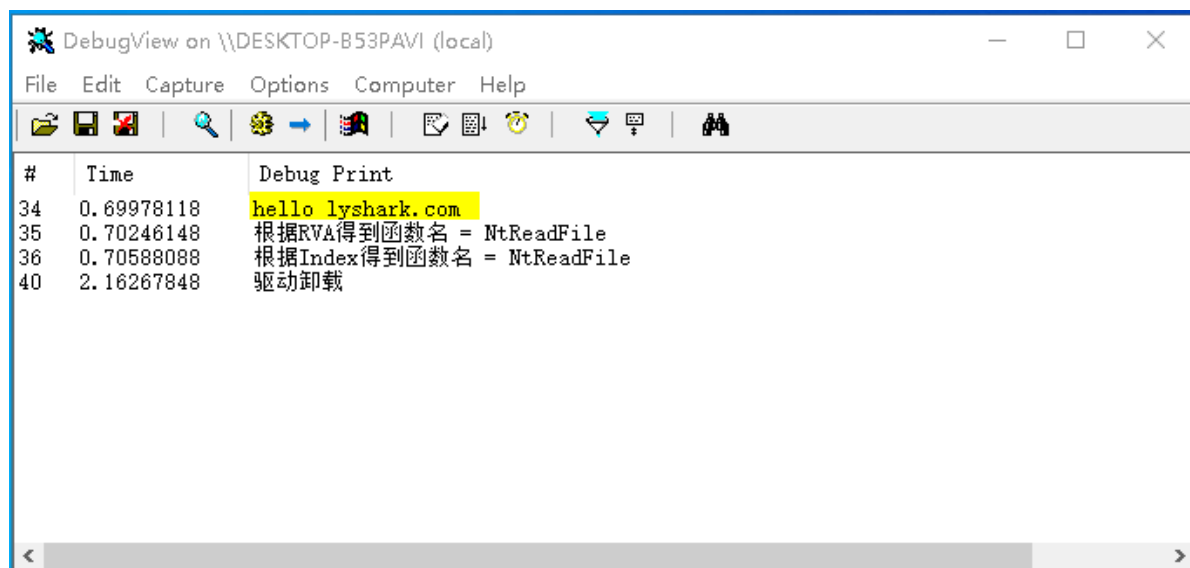 DebugView on \\DESKTOP-B53PAVI (local)
File Edit Capture Options Computer Help
# Time Debug Print
34 0.69978118 hello lyshark.com
35 0.70246148 根据RVA得到函数名 = NtReadFile
36 0.70588088 根据Index得到函数名 = NtReadFile
40 2.16267848 驱动卸载